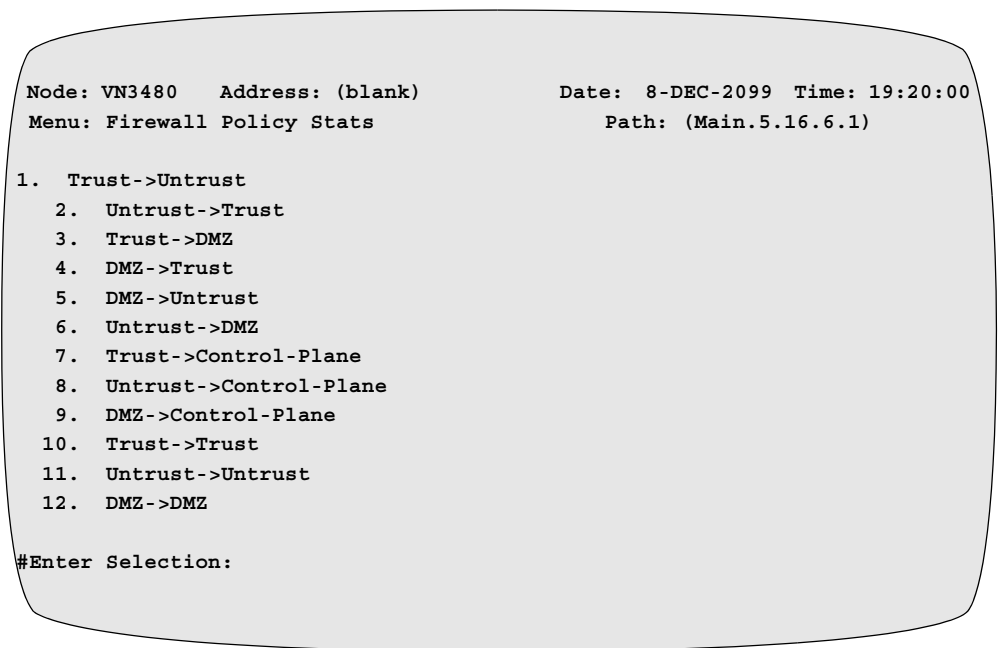 Node: VN3480 Address: (blank) Date: 8-DEC-2099 Time: 19:20:00
Menu: Firewall Policy Stats Path: (Main.5.16.6.1)
1. Trust->Untrust
2. Untrust->Trust
3. Trust->DMZ
4. DMZ->Trust
5. DMZ->Untrust
6. Untrust->DMZ
7. Trust->Control-Plane
8. Untrust->Control-Plane
9. DMZ->Control-Plane
10. Trust->Trust
11. Untrust->Untrust
12. DMZ->DMZ
#Enter Selection: